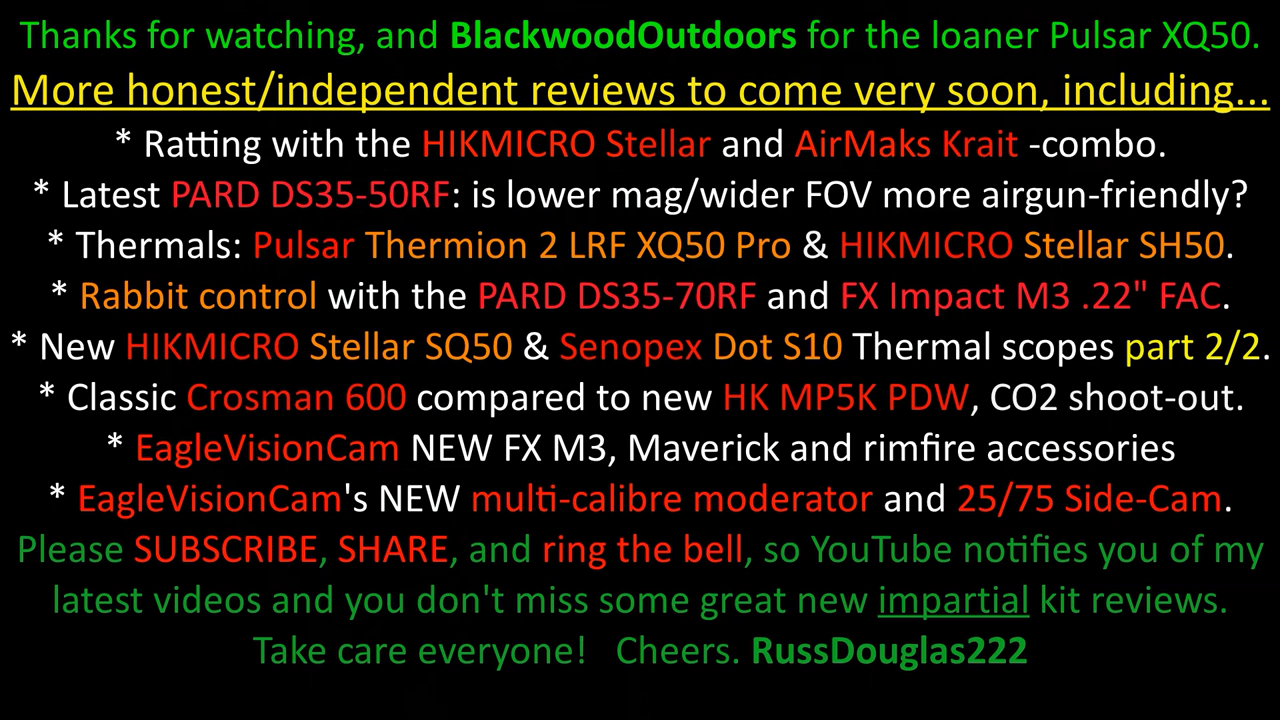 Thanks for watching, and BlackwoodOutdoors for the loaner Pulsar XQ50.
More honest/independent reviews to come very soon, including...
* Ratting with the HIKMICRO Stellar and AirMaks Krait -combo.
* Latest PARD DS35-50RF: is lower mag/wider FOV more airgun-friendly?
* Thermals: Pulsar Thermion 2 LRF XQ50 Pro & HIKMICRO Stellar SH50.
* Rabbit control with the PARD DS35-70RF and FX Impact M3 .22" FAC.
* New HIKMICRO Stellar SQ50 & Senopex Dot S10 Thermal scopes part 2/2.
* Classic Crosman 600 compared to new HK MP5K PDW, CO2 shoot-out.
* EagleVisionCam NEW FX M3, Maverick and rimfire accessories
* EagleVisionCam's NEW multi-calibre moderator and 25/75 Side-Cam.
Please SUBSCRIBE, SHARE, and ring the bell, so YouTube notifies you of my
latest videos and you don't miss some great new impartial kit reviews.
Take care everyone!   Cheers. RussDouglas222